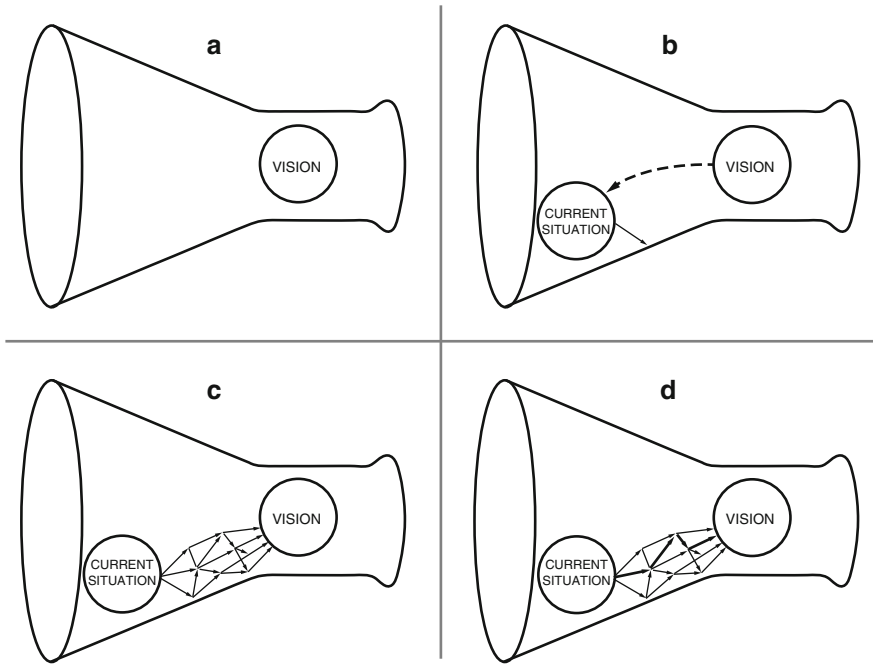 a
VISION
b
VISION
CURRENT
SITUATION
c
VISION
CURRENT
SITUATION
d
VISION
CURRENT
SITUATION